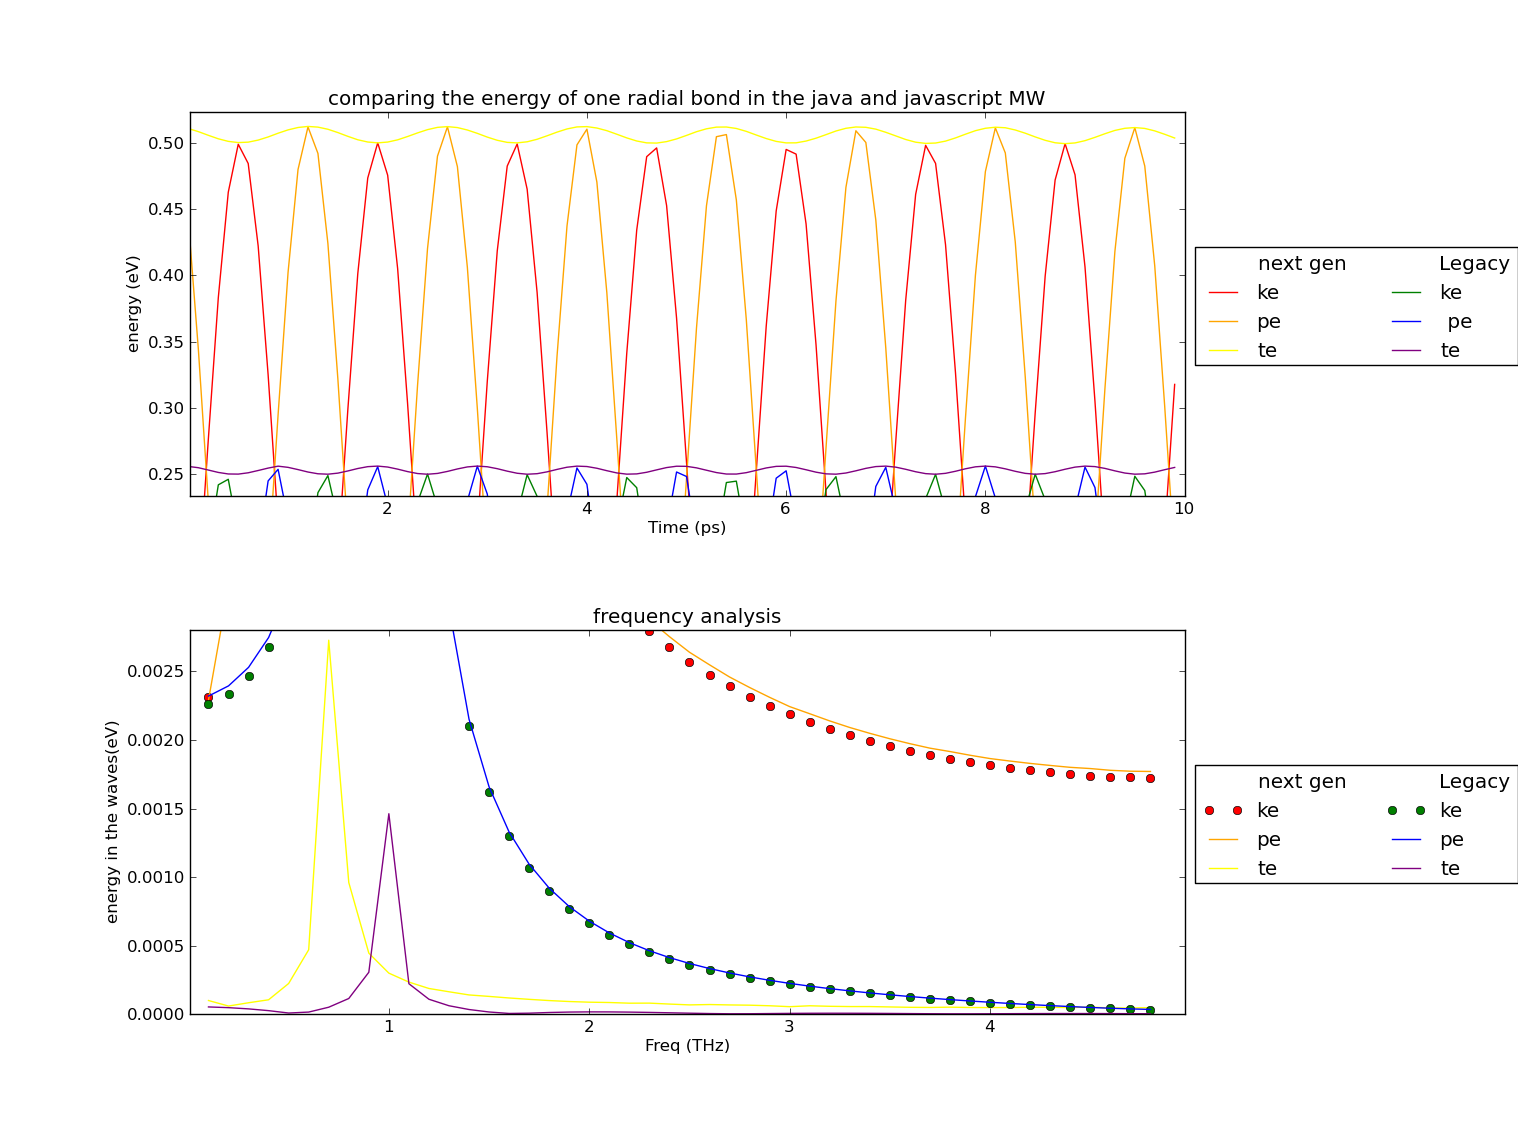 comparing the energy of one radial bond in the java and javascript MW
energy (eV)
0.50
0.45
0.40
0.35
0.30
0.25
2 4 6 8 10
Time (ps)
next gen Legacy
ke ke
pe pe
te te
frequency analysis
energy in the waves(eV)
0.0025
0.0020
0.0015
0.0010
0.0005
0.0000
1 2 3 4
Freq (THz)
next gen Legacy
ke ke
pe pe
te te